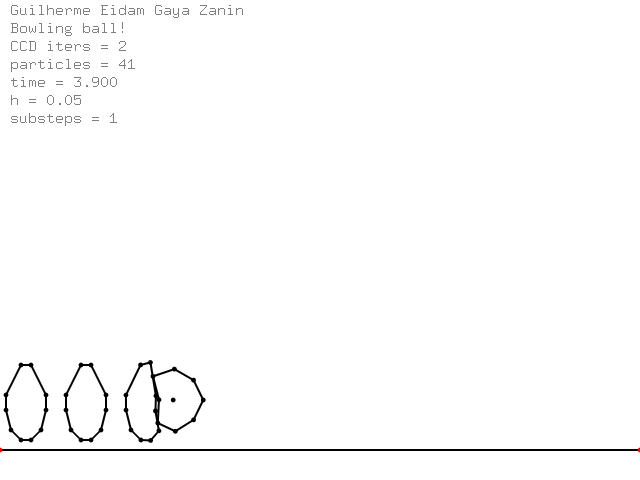 Guilherme Eidam Gaya Zanin
Bowling ball!
CCD iters = 2
particles = 41
time = 3.900
h = 0.05
substeps = 1